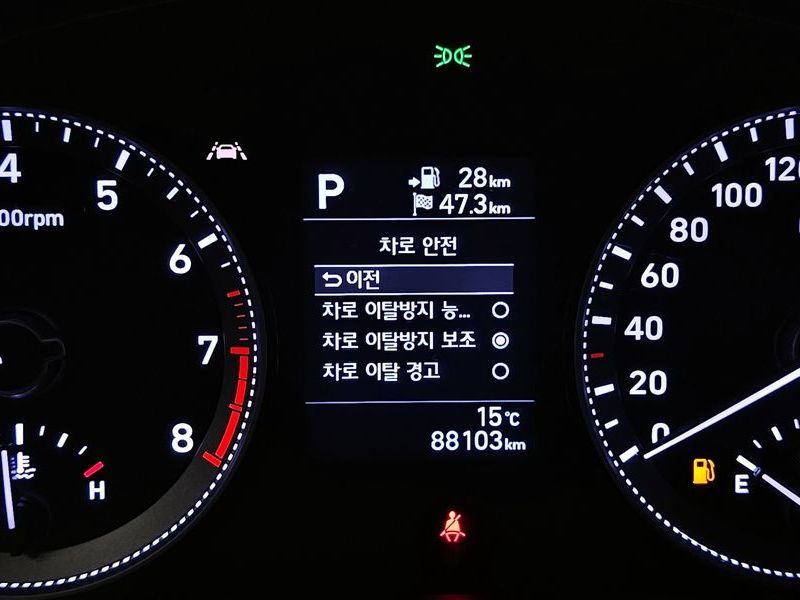 4
5
6
7
8
00rpm
H
P
28km
47.3km
차로 안전
이전
차로 이탈방지 능...
차로 이탈방지 보조
차로 이탈 경고
15℃
88103km
120
100
80
60
40
20
0
E